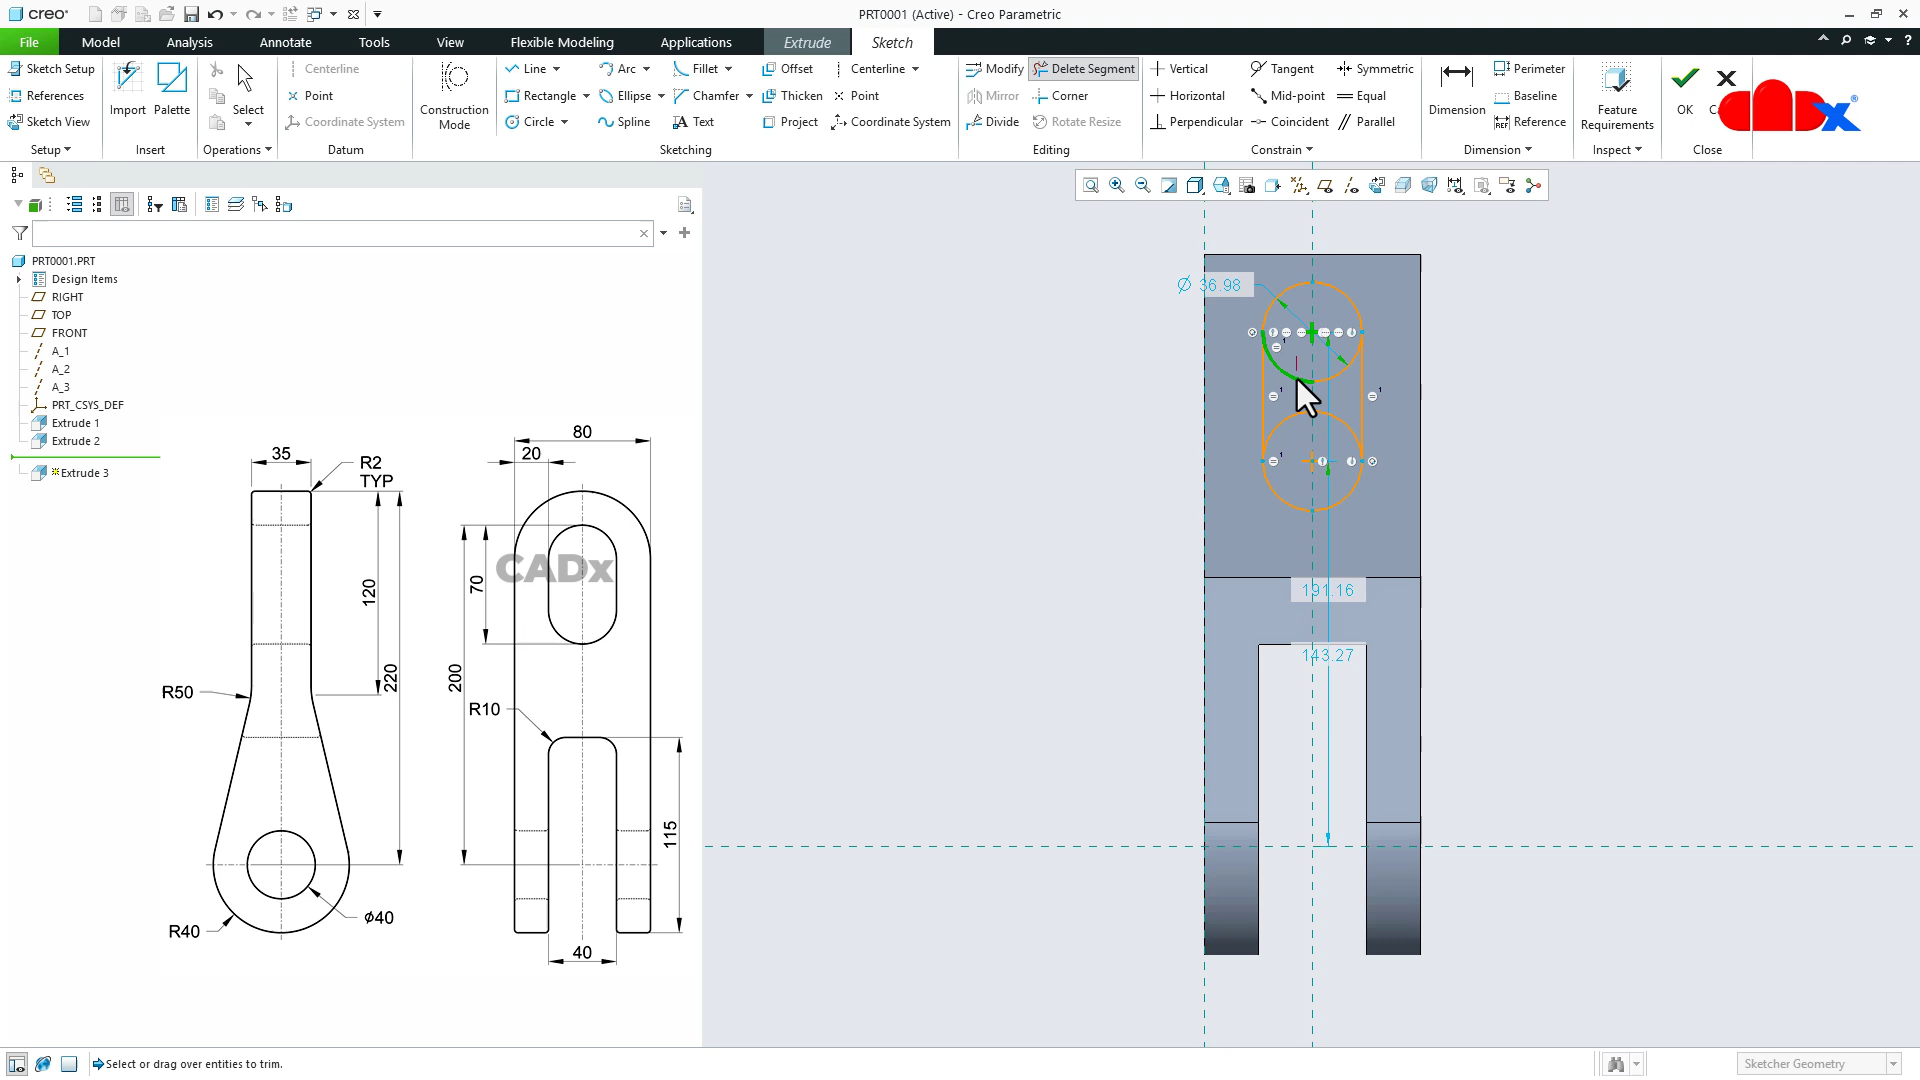 creo
PRT0001 (Active) - Creo Parametric
File
Model
Analysis
Annotate
Tools
View
Flexible Modeling
Applications
Extrude
Sketch
Sketch Setup
References
Sketch View
Setup
Import
Palette
Insert
Select
Operations
Centerline
Point
Coordinate System
Datum
Construction
Mode
Line
Rectangle
Circle
Arc
Ellipse
Spline
Fillet
Chamfer
Text
Offset
Thicken
Project
Centerline
Point
Coordinate System
Sketching
Modify
Mirror
Divide
Delete Segment
Corner
Rotate Resize
Editing
Vertical
Horizontal
Perpendicular
Tangent
Mid-point
Coincident
Symmetric
Equal
Parallel
Constrain
Dimension
Perimeter
Baseline
Reference
Dimension
Feature
Requirements
Inspect
OK
Close
CADx
PRT0001.PRT
Design Items
RIGHT
TOP
FRONT
A_1
A_2
A_3
PRT_CSYS_DEF
Extrude 1
Extrude 2
Extrude 3
35
R2
TYP
120
220
R50
R40
ϕ40
80
20
70
200
CADx
R10
115
40
Ø 36.98
191.16
143.27
Select or drag over entities to trim.
Sketcher Geometry